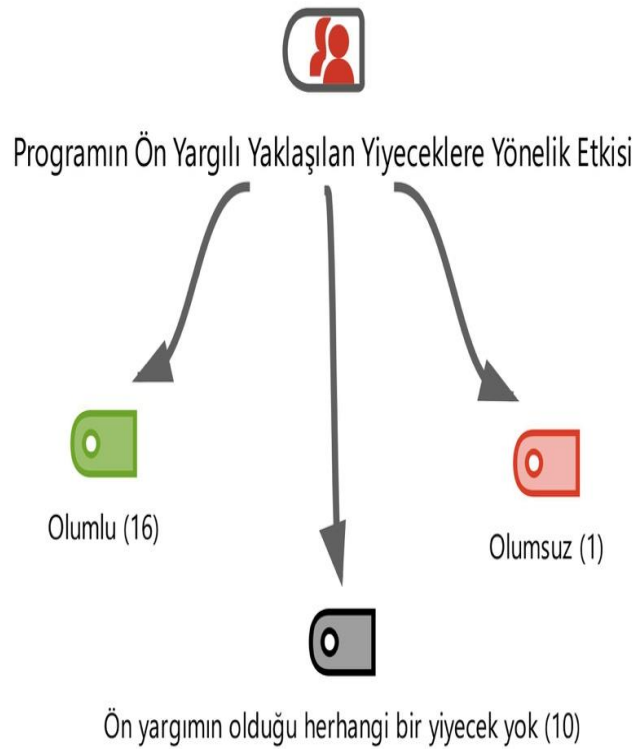 Programın Ön Yargılı Yaklaşılan Yiyeceklere Yönelik Etkisi
Olumlu (16)
Olumsuz (1)
Ön yargımın olduğu herhangi bir yiyecek yok (10)